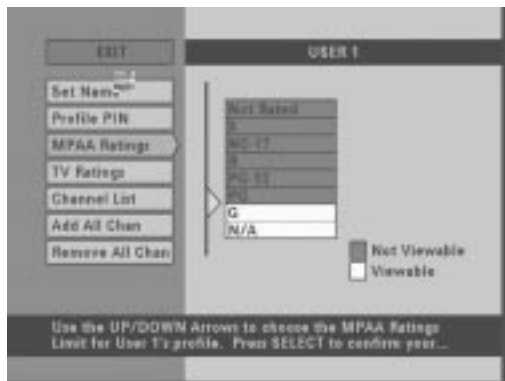 EXIT
USER 1
Set Name
Profile PIN
MPAA Ratings
TV Ratings
Channel List
Add All Chan
Remove All Chan
Not Rated
X
NC-17
R
PG-13
PG
G
N/A
Not Viewable
Viewable
Use the UP/DOWN Arrows to choose the MPAA Ratings
Limit for User 1's profile. Press SELECT to confirm your...